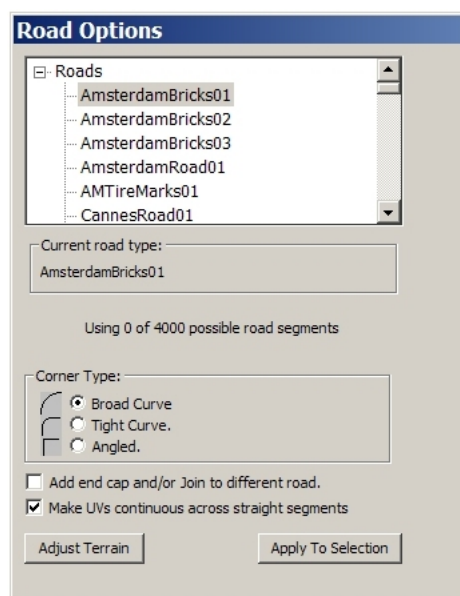 Road Options
Roads
AmsterdamBricks01
AmsterdamBricks02
AmsterdamBricks03
AmsterdamRoad01
AMTireMarks01
CannesRoad01
Current road type:
AmsterdamBricks01
Using 0 of 4000 possible road segments
Corner Type:
Broad Curve
Tight Curve.
Angled.
Add end cap and/or Join to different road.
Make UVs continuous across straight segments
Adjust Terrain Apply To Selection